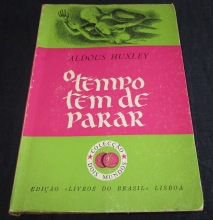 ALDOUS HUXLEY
O TEMPO
TEM DE
PARAR
COLECÇÃO
DOIS MUNDOS
EDIÇÃO «LIVROS DO BRASIL» LISBOA